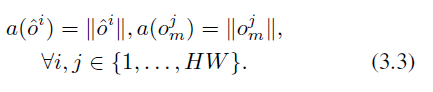 a(ô^i) = ‖ô^i‖, a(o_m^j) = ‖o_m^j‖,
∀i, j ∈ {1, . . . , HW}. (3.3)